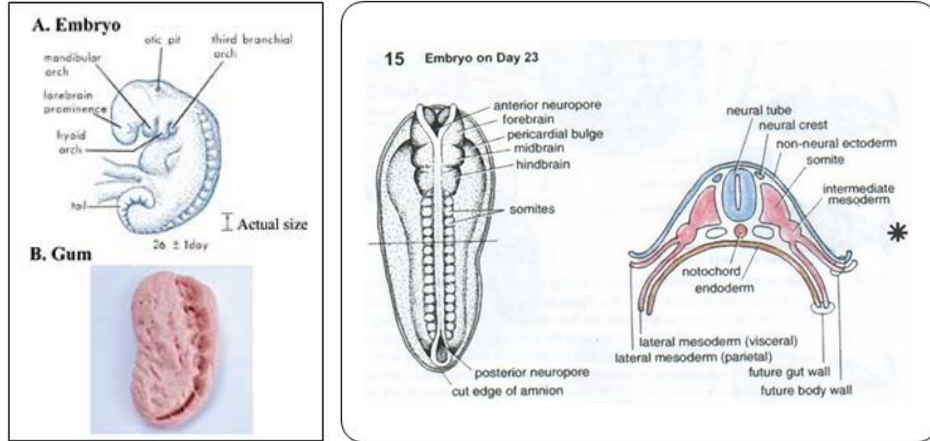 A. Embryo
otic pit
third branchial
arch
mandibular
arch
forebrain
prominence
hyoid
arch
tail
Actual size
26 ± 1day
B. Gum
15 Embryo on Day 23
anterior neuropore
forebrain
pericardial bulge
midbrain
hindbrain
somites
posterior neuropore
cut edge of amnion
neural tube
neural crest
non-neural ectoderm
somite
intermediate
mesoderm
notochord
endoderm
lateral mesoderm (visceral)
lateral mesoderm (parietal)
future gut wall
future body wall